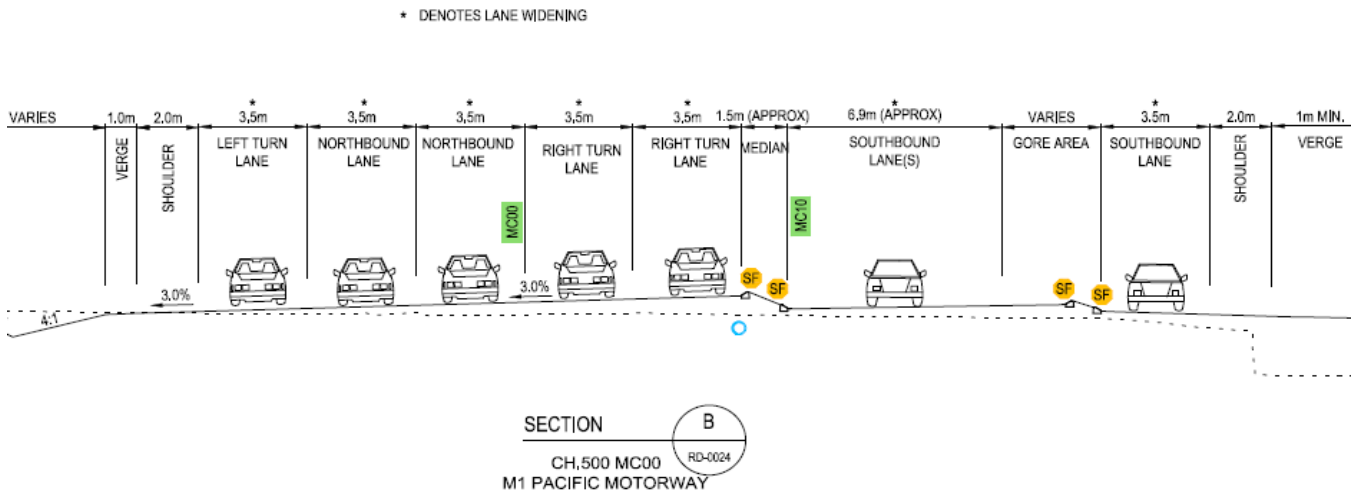 * DENOTES LANE WIDENING
* * * * * * *
VARIES 1.0m 2.0m 3.5m 3.5m 3.5m 3.5m 3.5m 1.5m (APPROX) 6.9m (APPROX) VARIES 3.5m 2.0m 1m MIN.
VERGE
SHOULDER
LEFT TURN
LANE
NORTHBOUND
LANE
NORTHBOUND
LANE
RIGHT TURN
LANE
RIGHT TURN
LANE
MEDIAN
SOUTHBOUND
LANE(S)
GORE AREA
SOUTHBOUND
LANE
SHOULDER
VERGE
MC00
MC10
SF
SF
SF
SF
3.0%
3.0%
4:1
SECTION
B
RD-0024
CH.500 MC00
M1 PACIFIC MOTORWAY